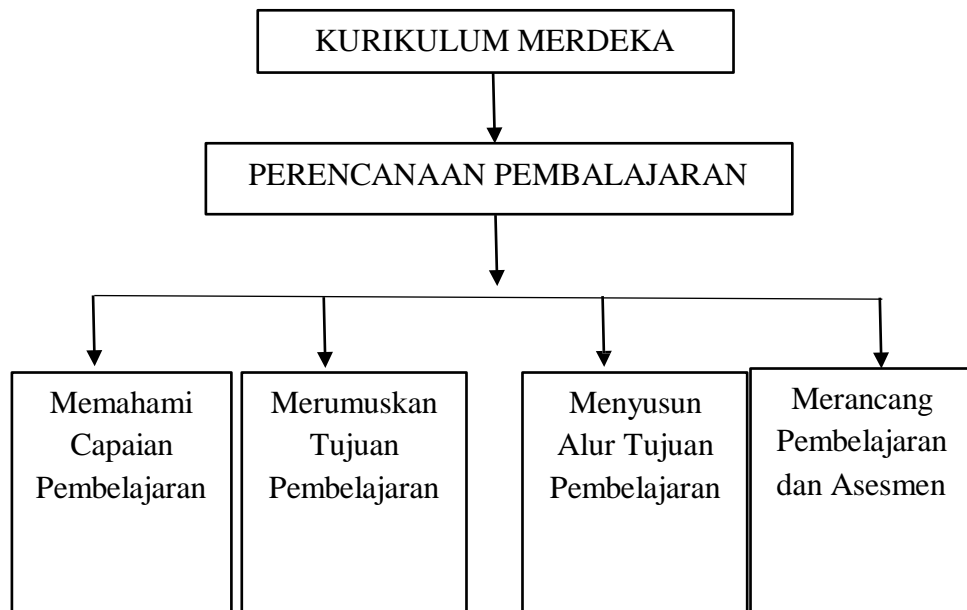 KURIKULUM MERDEKA
PERENCANAAN PEMBALAJARAN
Memahami
Capaian
Pembelajaran
Merumuskan
Tujuan
Pembelajaran
Menyusun
Alur Tujuan
Pembelajaran
Merancang
Pembelajaran
dan Asesmen